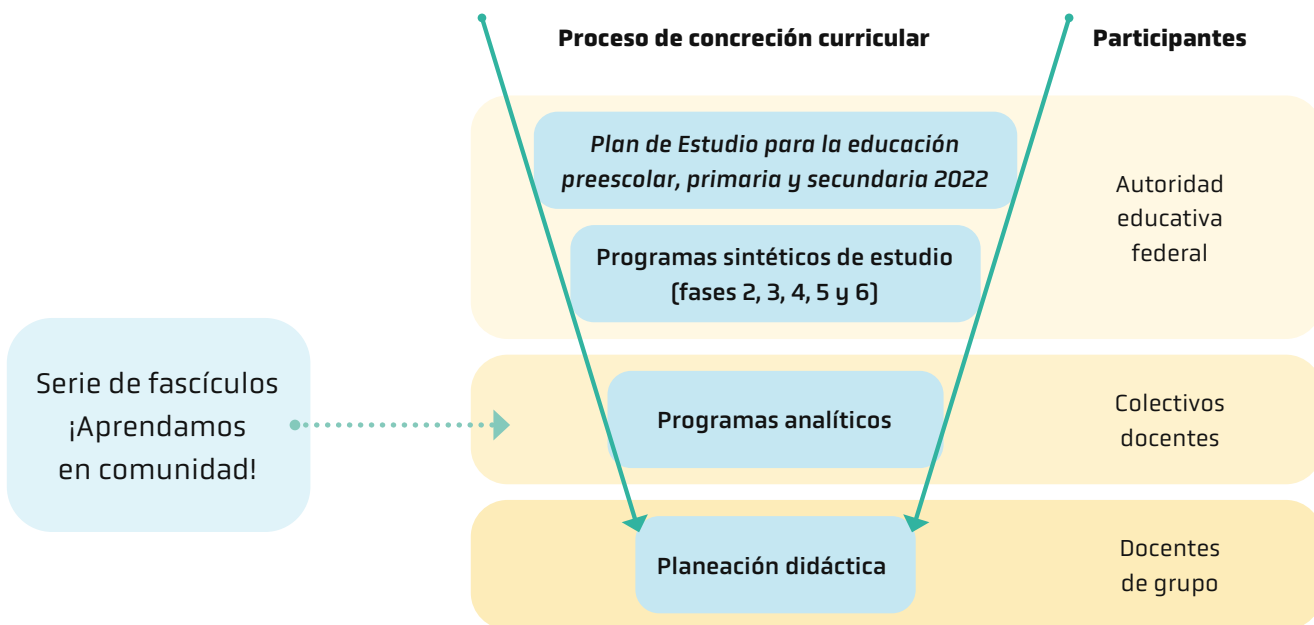 Proceso de concreción curricular
Participantes
Plan de Estudio para la educación
preescolar, primaria y secundaria 2022
Programas sintéticos de estudio
(fases 2, 3, 4, 5 y 6)
Autoridad
educativa
federal
Serie de fascículos
¡Aprendamos
en comunidad!
Programas analíticos
Colectivos
docentes
Planeación didáctica
Docentes
de grupo